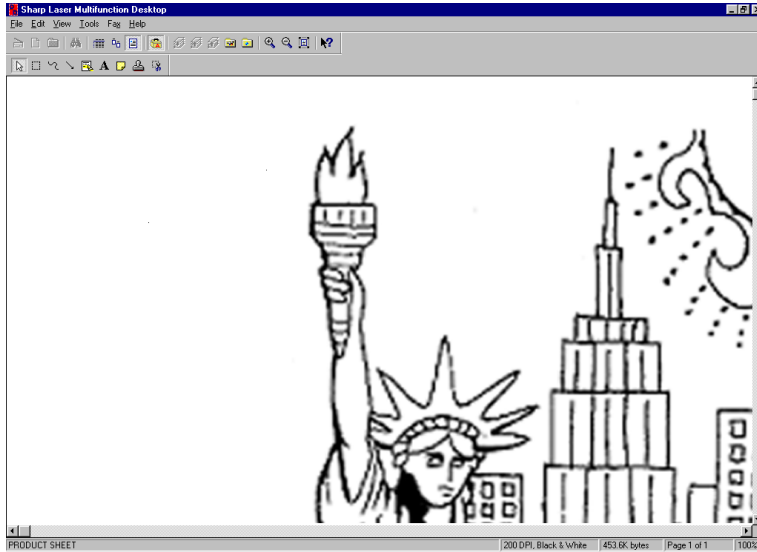 Sharp Laser Multifunction Desktop
File Edit View Tools Fax Help
A
PRODUCT SHEET 200 DPI, Black & White 453.6K bytes Page 1 of 1 100%